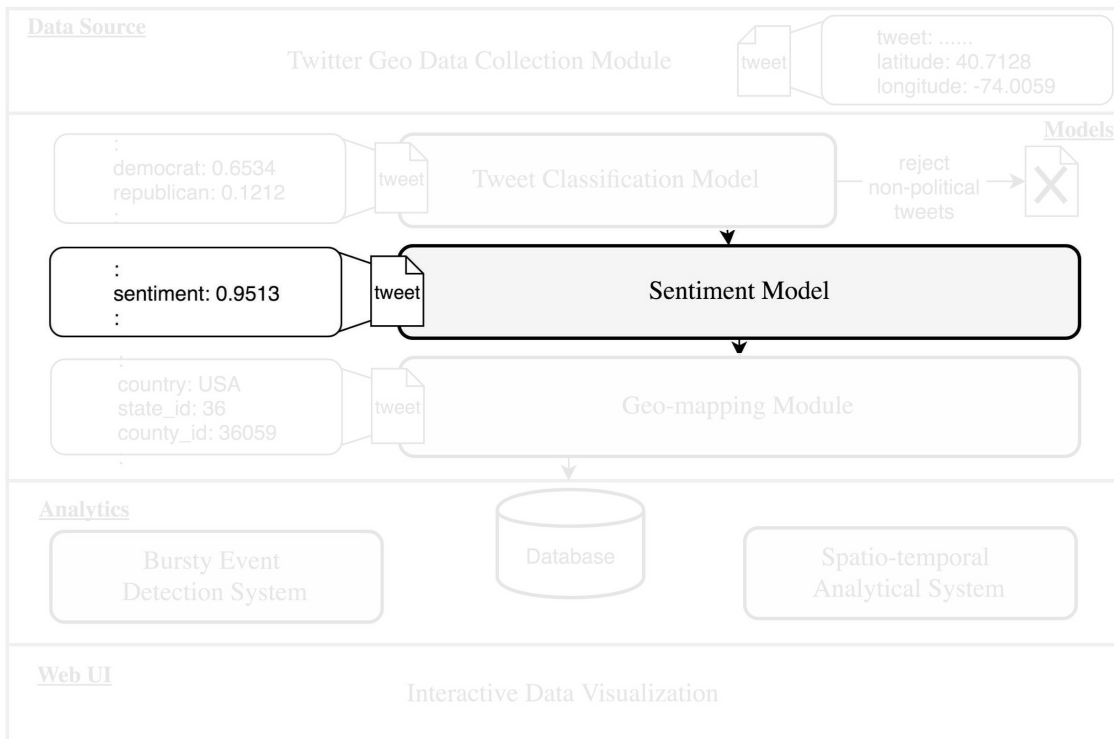 Data Source
Twitter Geo Data Collection Module
tweet
tweet: ......
latitude: 40.7128
longitude: -74.0059
Models
:
democrat: 0.6534
republican: 0.1212
:
tweet
Tweet Classification Model
reject
non-political
tweets
:
sentiment: 0.9513
:
tweet
Sentiment Model
:
country: USA
state_id: 36
county_id: 36059
:
tweet
Geo-mapping Module
Analytics
Bursty Event
Detection System
Database
Spatio-temporal
Analytical System
Web UI
Interactive Data Visualization